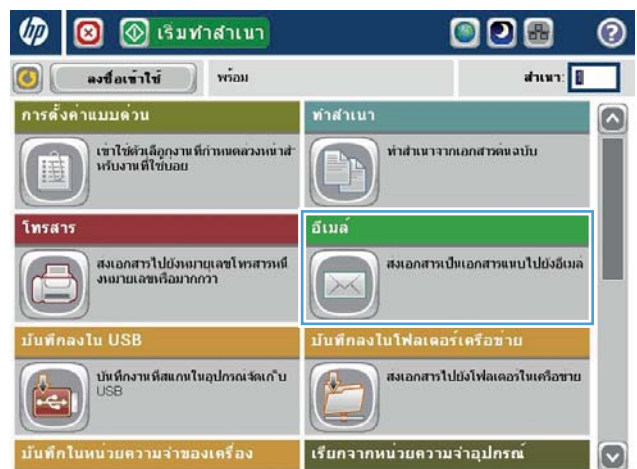 hp
เริ่มทำสำเนา
ลงชื่อเข้าใช้
พร้อม
สำเนา:
การตั้งค่าแบบด่วน
ทำสำเนา
เข้าใช้ตัวเลือกงานที่กำหนดล่วงหน้าสำ
หรับงานที่ใช้บ่อย
ทำสำเนาจากเอกสารต้นฉบับ
โทรสาร
อีเมล์
ส่งเอกสารไปยังหมายเลขโทรสารหนึ่
งหมายเลขหรือมากกว่า
ส่งเอกสารเป็นเอกสารแนบไปยังอีเมล
บันทึกลงใน USB
บันทึกลงในโฟลเดอร์เครือข่าย
บันทึกงานที่สแกนในอุปกรณ์จัดเก็บ
USB
ส่งเอกสารไปยังโฟลเดอร์ในเครือข่าย
บันทึกในหน่วยความจำของเครื่อง
เรียกจากหน่วยความจำอุปกรณ์